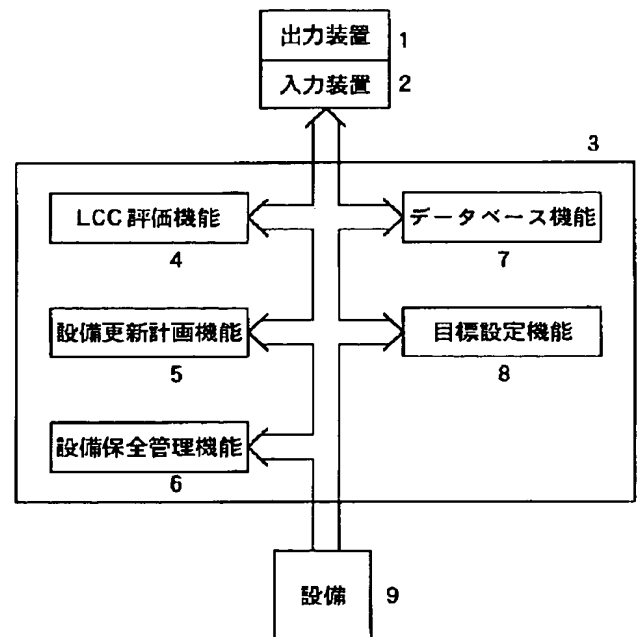 出力装置 1
入力装置 2
3
LCC評価機能
4
データベース機能
7
設備更新計画機能
5
目標設定機能
8
設備保全管理機能
6
設備 9